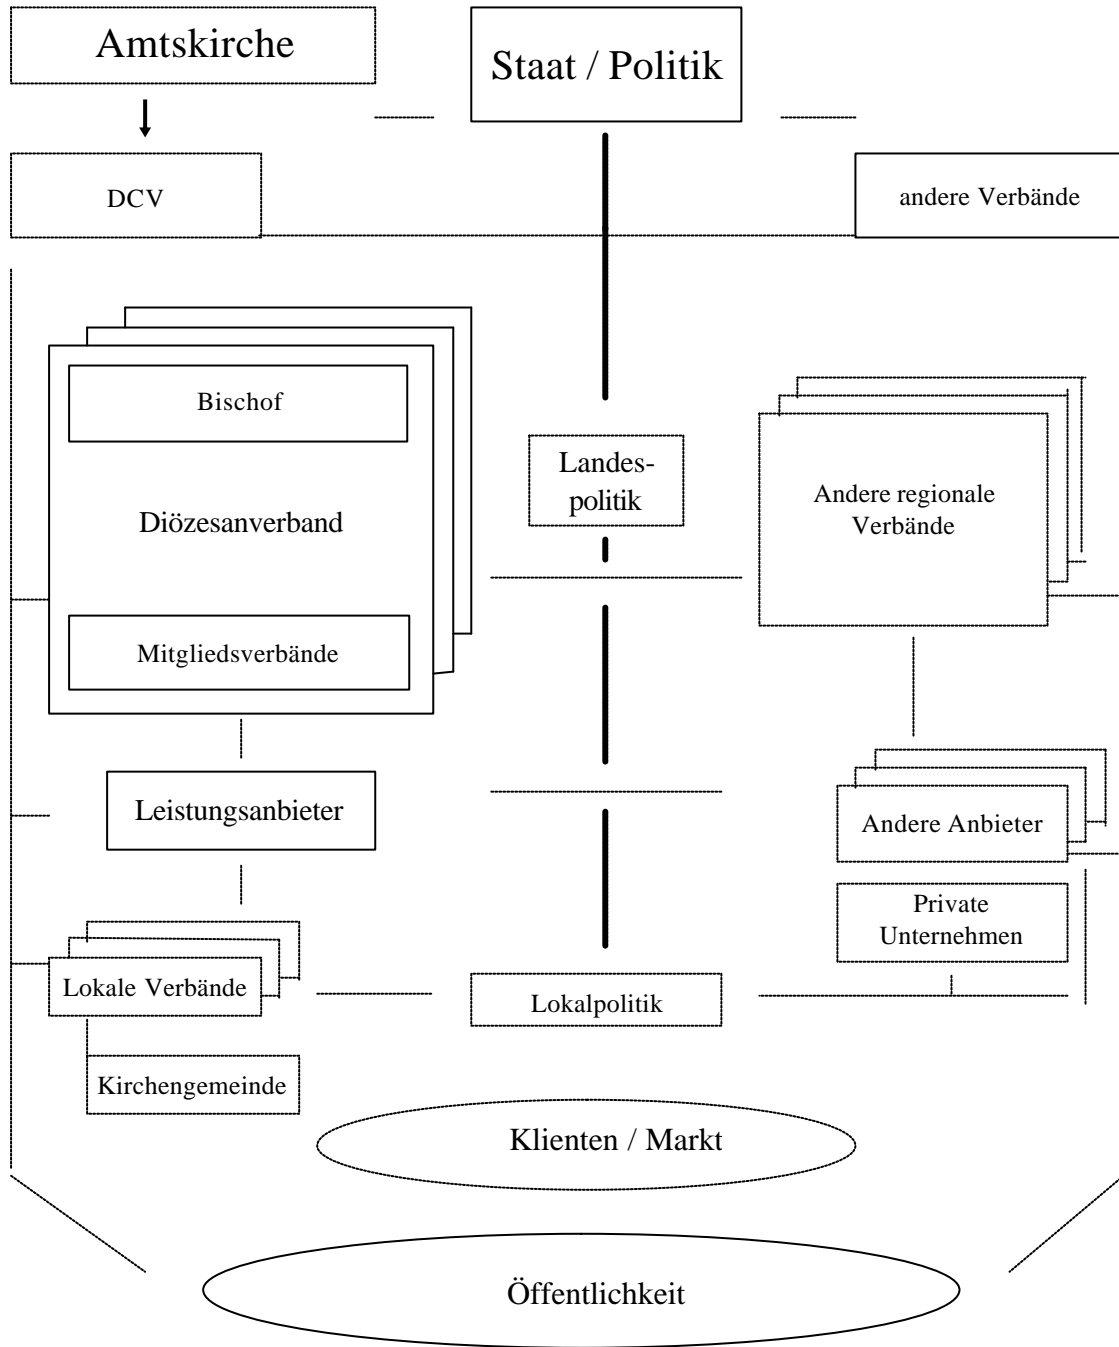 Amtskirche
Staat / Politik
DCV
andere Verbände
Bischof
Diözesanverband
Mitgliedsverbände
Landes-
politik
Andere regionale
Verbände
Leistungsanbieter
Andere Anbieter
Private
Unternehmen
Lokale Verbände
Lokalpolitik
Kirchengemeinde
Klienten / Markt
Öffentlichkeit